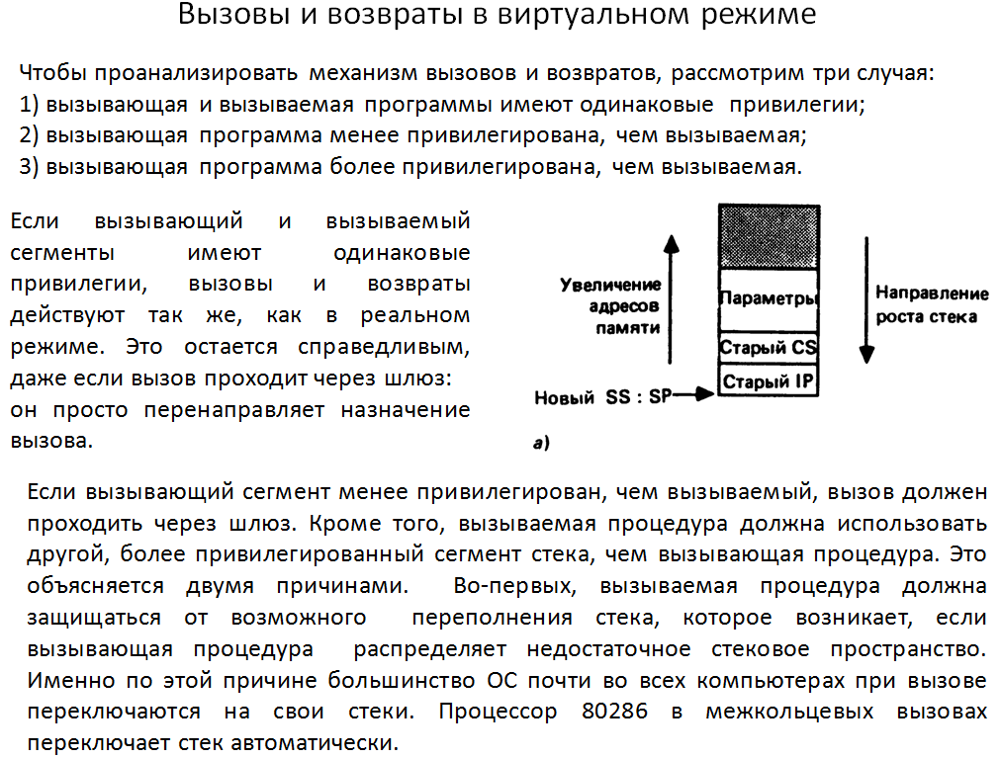 Вызовы и возвраты в виртуальном режиме
Чтобы проанализировать механизм вызовов и возвратов, рассмотрим три случая:
1) вызывающая и вызываемая программы имеют одинаковые привилегии;
2) вызывающая программа менее привилегирована, чем вызываемая;
3) вызывающая программа более привилегирована, чем вызываемая.
Если вызывающий и вызываемый
сегменты имеют одинаковые
привилегии, вызовы и возвраты
действуют так же, как в реальном
режиме. Это остается справедливым,
даже если вызов проходит через шлюз:
он просто перенаправляет назначение
вызова.
Увеличение
адресов
памяти
Параметры
Старый CS
Старый IP
Направление
роста стека
Новый SS : SP
а)
Если вызывающий сегмент менее привилегирован, чем вызываемый, вызов должен
проходить через шлюз. Кроме того, вызываемая процедура должна использовать
другой, более привилегированный сегмент стека, чем вызывающая процедура. Это
объясняется двумя причинами. Во-первых, вызываемая процедура должна
защищаться от возможного переполнения стека, которое возникает, если
вызывающая процедура распределяет недостаточное стековое пространство.
Именно по этой причине большинство ОС почти во всех компьютерах при вызове
переключаются на свои стеки. Процессор 80286 в межкольцевых вызовах
переключает стек автоматически.